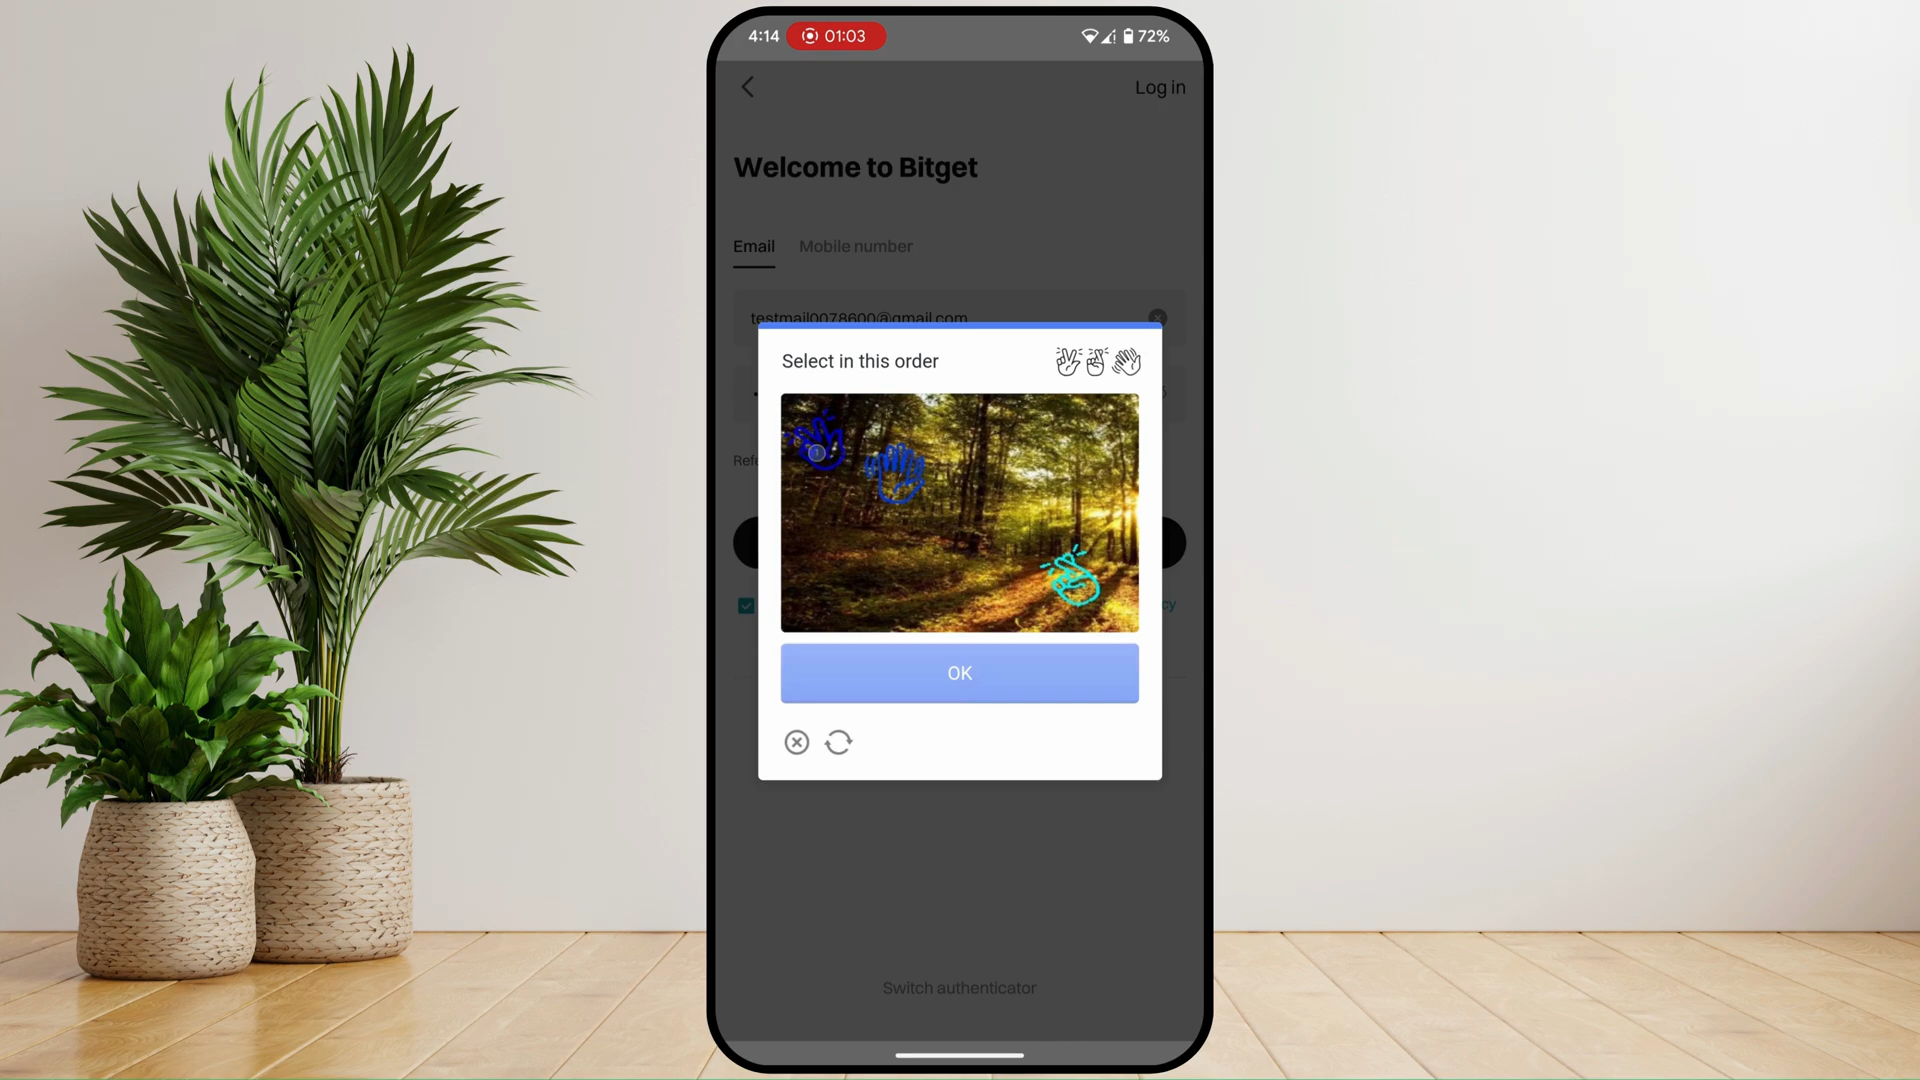 4:14 01:03 72%
Log in
Welcome to Bitget
Email Mobile number
testmail0078600@gmail.com
Select in this order
Refe
1
OK
cy
Switch authenticator